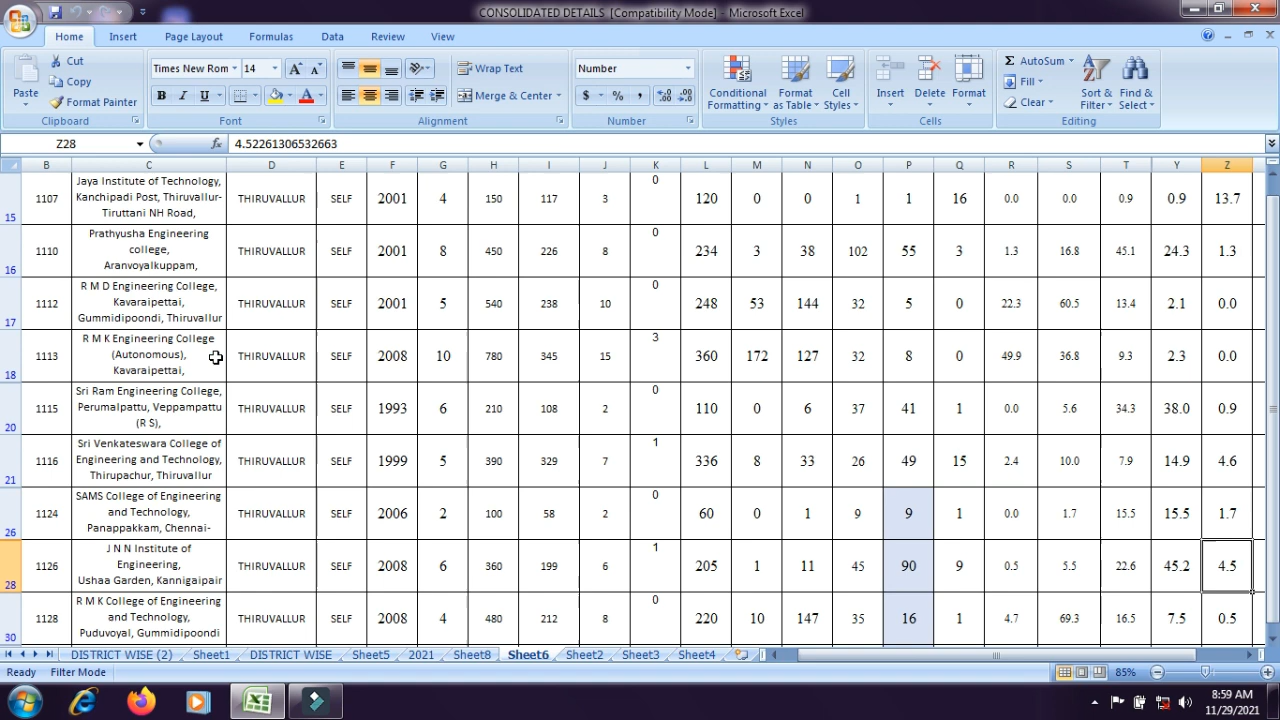 CONSOLIDATED DETAILS [Compatibility Mode] - Microsoft Excel
Home Insert Page Layout Formulas Data Review View
Paste
Cut
Copy
Format Painter
Clipboard
Times New Rom 14
B I U
Font
Wrap Text
Merge & Center
Alignment
Number
$ % ,
Number
Conditional Formatting
Format as Table
Cell Styles
Styles
Insert Delete Format
Cells
AutoSum
Fill
Clear
Sort & Filter
Find & Select
Editing
Z28 fx 4.52261306532663
B C D E F G H I J K L M N O P Q R S T Y Z
15 1107 Jaya Institute of Technology, Kanchipadi Post, Thiruvallur-Tiruttani NH Road, THIRUVALLUR SELF 2001 4 150 117 3 0 120 0 0 1 1 16 0.0 0.0 0.9 0.9 13.7
16 1110 Prathyusha Engineering college, Aranvoyalkuppam, THIRUVALLUR SELF 2001 8 450 226 8 0 234 3 38 102 55 3 1.3 16.8 45.1 24.3 1.3
17 1112 R M D Engineering College, Kavaraipettai, Gummidipoondi, Thiruvallur THIRUVALLUR SELF 2001 5 540 238 10 0 248 53 144 32 5 0 22.3 60.5 13.4 2.1 0.0
18 1113 R M K Engineering College (Autonomous), Kavaraipettai, THIRUVALLUR SELF 2008 10 780 345 15 3 360 172 127 32 8 0 49.9 36.8 9.3 2.3 0.0
20 1115 Sri Ram Engineering College, Perumalpattu, Veppampattu (R S), THIRUVALLUR SELF 1993 6 210 108 2 0 110 0 6 37 41 1 0.0 5.6 34.3 38.0 0.9
21 1116 Sri Venkateswara College of Engineering and Technology, Thirupachur, Thiruvallur THIRUVALLUR SELF 1999 5 390 329 7 1 336 8 33 26 49 15 2.4 10.0 7.9 14.9 4.6
26 1124 SAMS College of Engineering and Technology, Panappakkam, Chennai- THIRUVALLUR SELF 2006 2 100 58 2 0 60 0 1 9 9 1 0.0 1.7 15.5 15.5 1.7
28 1126 J N N Institute of Engineering, Ushaa Garden, Kannigaipair THIRUVALLUR SELF 2008 6 360 199 6 1 205 1 11 45 90 9 0.5 5.5 22.6 45.2 4.5
30 1128 R M K College of Engineering and Technology, Puduvoyal, Gummidipoondi THIRUVALLUR SELF 2008 4 480 212 8 0 220 10 147 35 16 1 4.7 69.3 16.5 7.5 0.5
DISTRICT WISE (2) Sheet1 DISTRICT WISE Sheet5 2021 Sheet8 Sheet6 Sheet2 Sheet3 Sheet4
Ready Filter Mode 85%
8:59 AM
11/29/2021